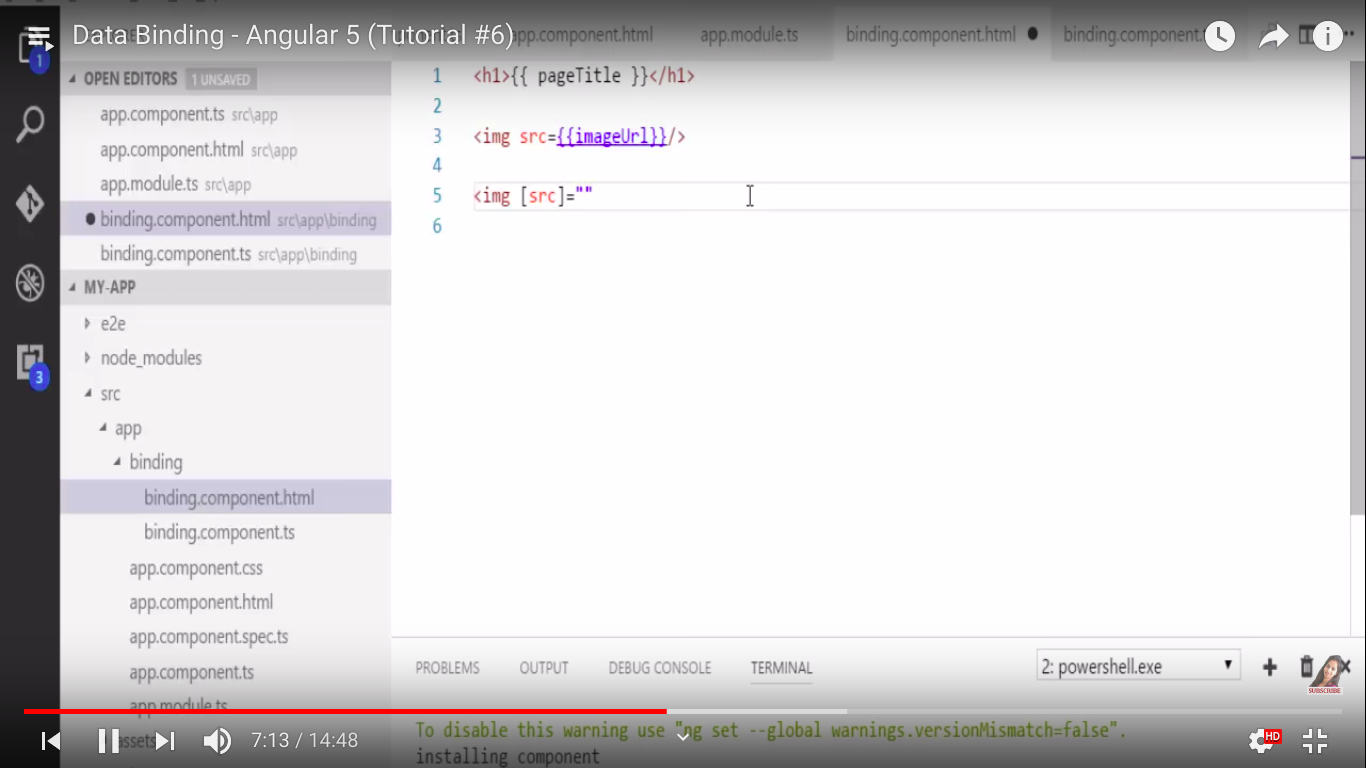 Data Binding - Angular 5 (Tutorial #6)
app.component.html
app.module.ts
binding.component.html
binding.component.
1
OPEN EDITORS 1 UNSAVED
app.component.ts src\app
app.component.html src\app
app.module.ts src\app
binding.component.html src\app\binding
binding.component.ts src\app\binding
MY-APP
e2e
node_modules
src
app
binding
binding.component.html
binding.component.ts
app.component.css
app.component.html
app.component.spec.ts
app.component.ts
app.module.ts
assets
3
1 <h1>{{ pageTitle }}</h1>
2
3 <img src={{imageUrl}}/>
4
5 <img [src]=""
6
PROBLEMS OUTPUT DEBUG CONSOLE TERMINAL 2: powershell.exe
SUBSCRIBE
To disable this warning use "ng set --global warnings.versionMismatch=false".
installing component
7:13 / 14:48
HD